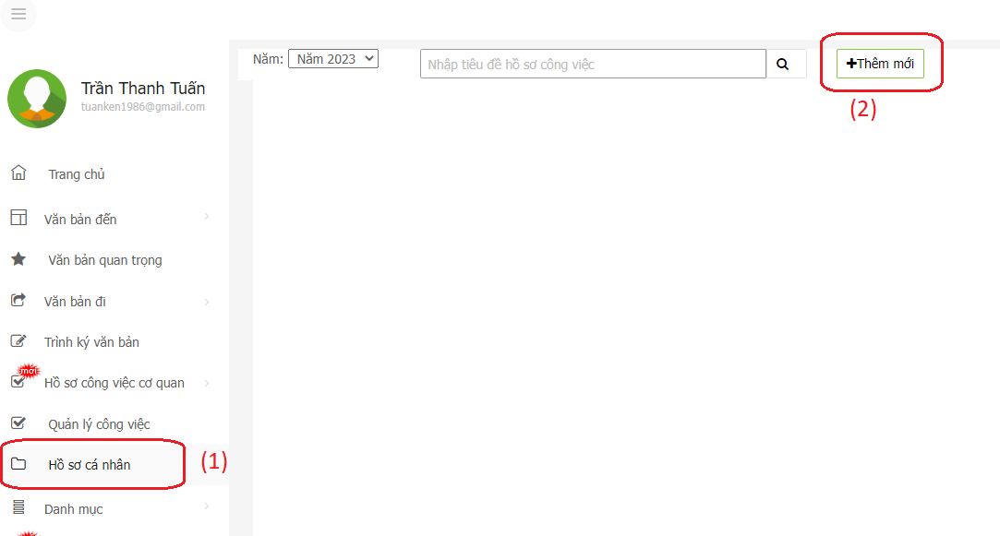 Năm: Năm 2023
Nhập tiêu đề hồ sơ công việc
Thêm mới
(2)
Trần Thanh Tuấn
tuanken1986@gmail.com
Trang chủ
Văn bản đến
Văn bản quan trọng
Văn bản đi
Trình ký văn bản
mới
Hồ sơ công việc cơ quan
Quản lý công việc
Hồ sơ cá nhân
(1)
Danh mục